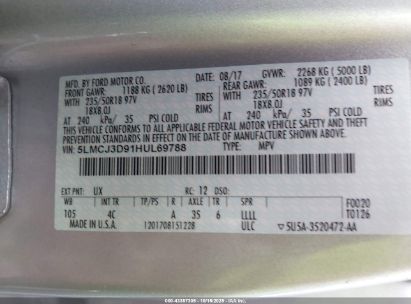 MFD. BY FORD MOTOR CO.
DATE: 08/17 GVWR: 2268 KG (5000 LB)
FRONT GAWR: 1188 KG (2620 LB) REAR GAWR: 1089 KG (2400 LB)
235/50R18 97V TIRES 235/50R18 97V TIRES
18X8.0J RIMS 18X8.0J RIMS
AT 240 kPa/ 35 PSI COLD AT 240 kPa/ 35 PSI COLD
THIS VEHICLE CONFORMS TO ALL APPLICABLE FEDERAL MOTOR VEHICLE
SAFETY AND THEFT PREVENTION STANDARDS IN EFFECT ON THE DATE OF MANUFACTURE SHOWN ABOVE.
VIN: 5LMCJ3D91HUL69788 TYPE: MPV
EXT PNT: UX RC: 12 DSO: F0020
WB INT TR TP/PS R AXLE TR SPR T0126
105 4C A 35 6 LLLL
MADE IN U.S.A. 1201708151228 ULC 5U5A-3520472-AA